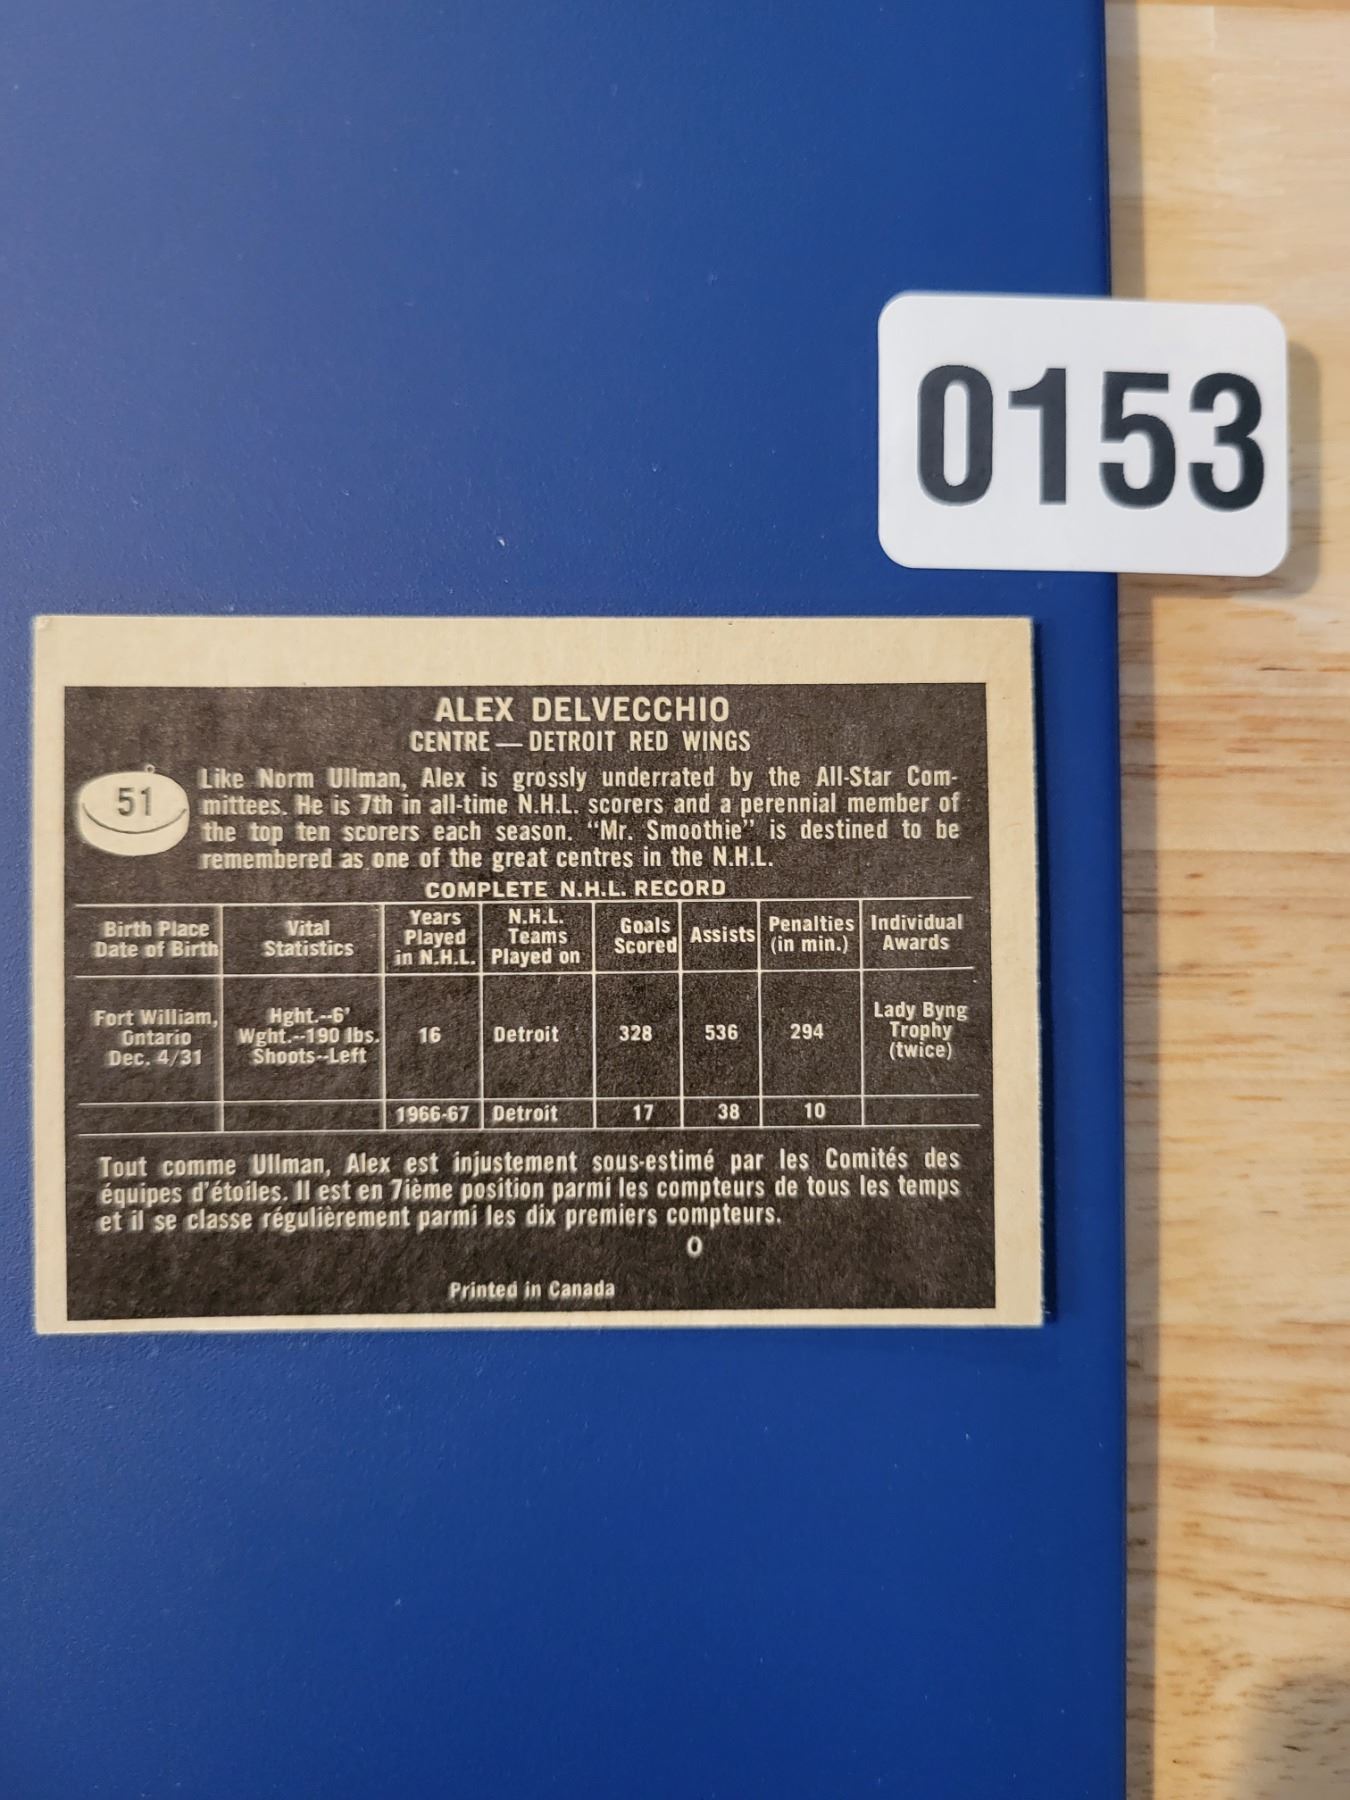 0153
ALEX DELVECCHIO
CENTRE — DETROIT RED WINGS
51
Like Norm Ullman, Alex is grossly underrated by the All-Star Com-
mittees. He is 7th in all-time N.H.L. scorers and a perennial member of
the top ten scorers each season. "Mr. Smoothie" is destined to be
remembered as one of the great centres in the N.H.L.
COMPLETE N.H.L. RECORD
Birth Place
Date of Birth
Vital
Statistics
Years
Played
in N.H.L.
N.H.L.
Teams
Played on
Goals
Scored
Assists
Penalties
(in min.)
Individual
Awards
Fort William,
Ontario
Dec. 4/31
Hght.--6'
Wght.--190 lbs.
Shoots--Left
16
Detroit
328
536
294
Lady Byng
Trophy
(twice)
1966-67
Detroit
17
38
10
Tout comme Ullman, Alex est injustement sous-estimé par les Comités des
équipes d'étoiles. Il est en 7ième position parmi les compteurs de tous les temps
et il se classe régulièrement parmi les dix premiers compteurs.
O
Printed in Canada